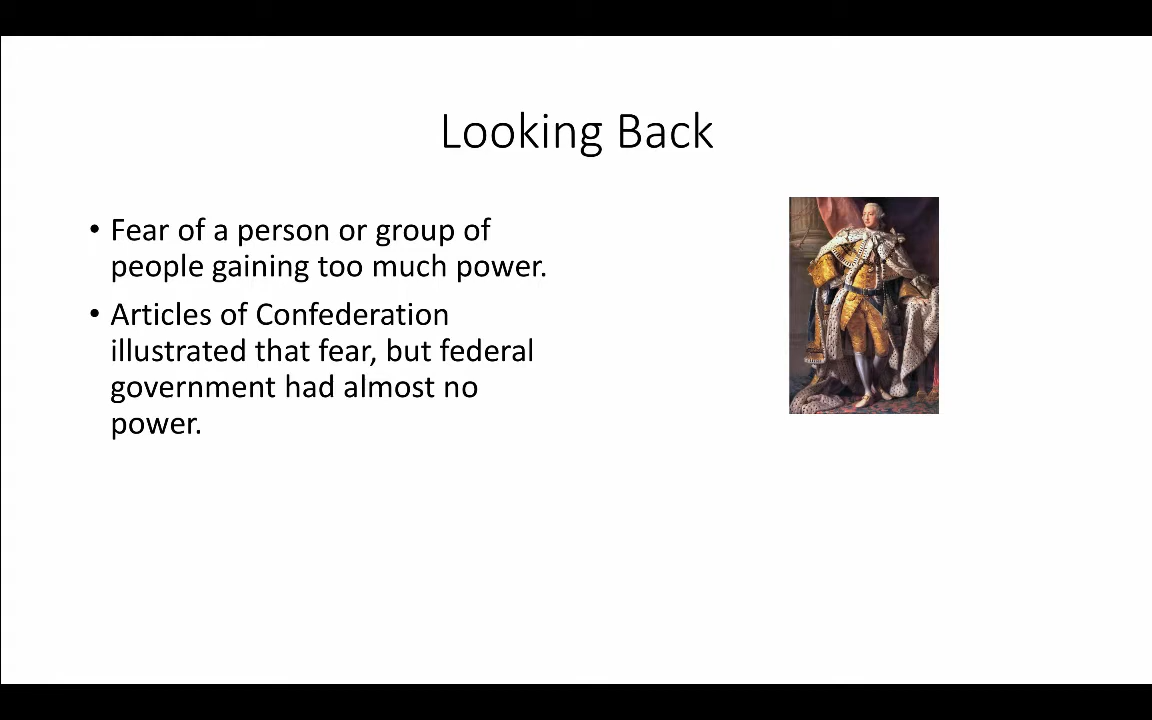 Looking Back
• Fear of a person or group of
people gaining too much power.
• Articles of Confederation
illustrated that fear, but federal
government had almost no
power.